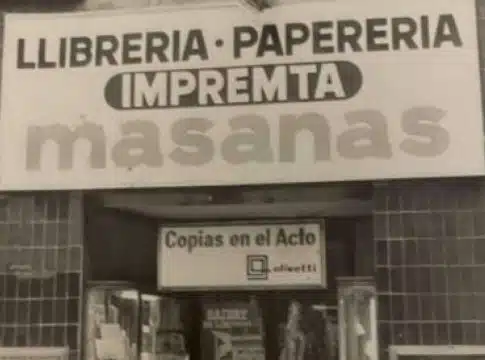 LLIBRERIA · PAPERERIA
IMPREMTA
masanas
Copias en el Acto
olivetti